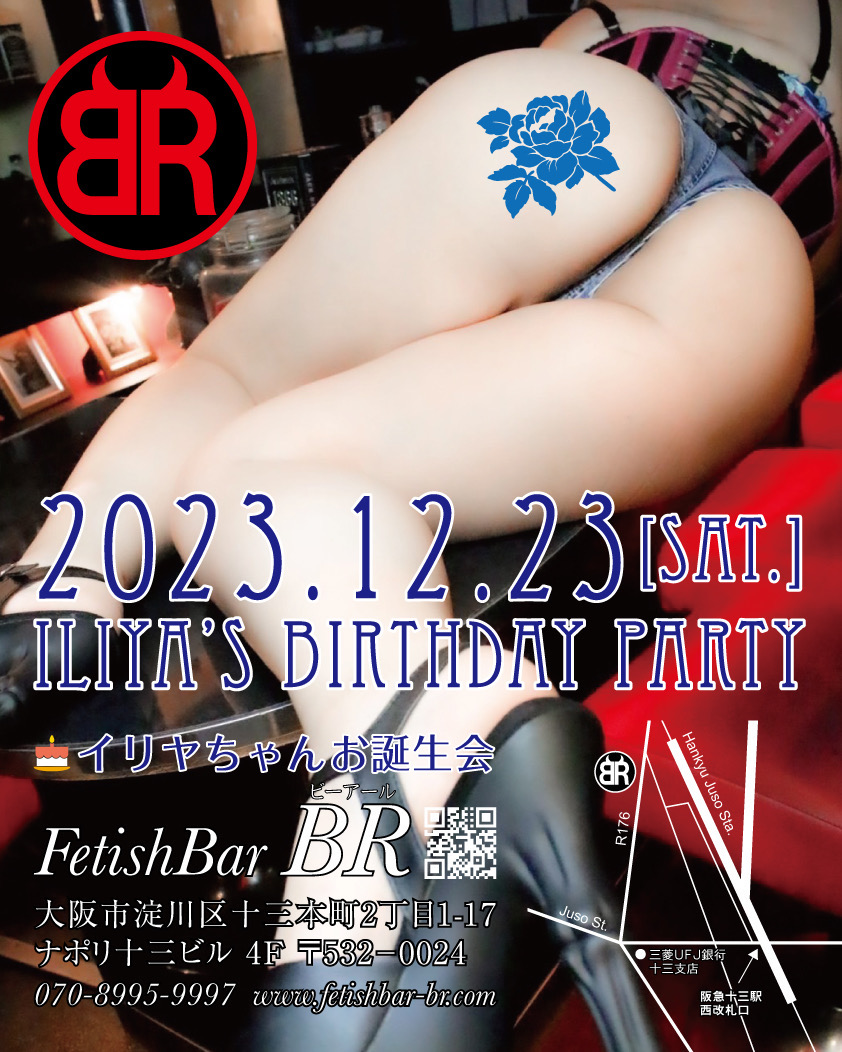 BR
2023.12.23 [SAT.]
ILIYA'S BIRTHDAY PARTY
イリヤちゃんお誕生会
ビーアール
FetishBar BR
大阪市淀川区十三本町2丁目1-17
ナポリ十三ビル 4F 〒532-0024
070-8995-9997 www.fetishbar-br.com
BR
Hankyu Juso Sta.
R176
Juso St.
三菱UFJ銀行
十三支店
阪急十三駅
西改札口